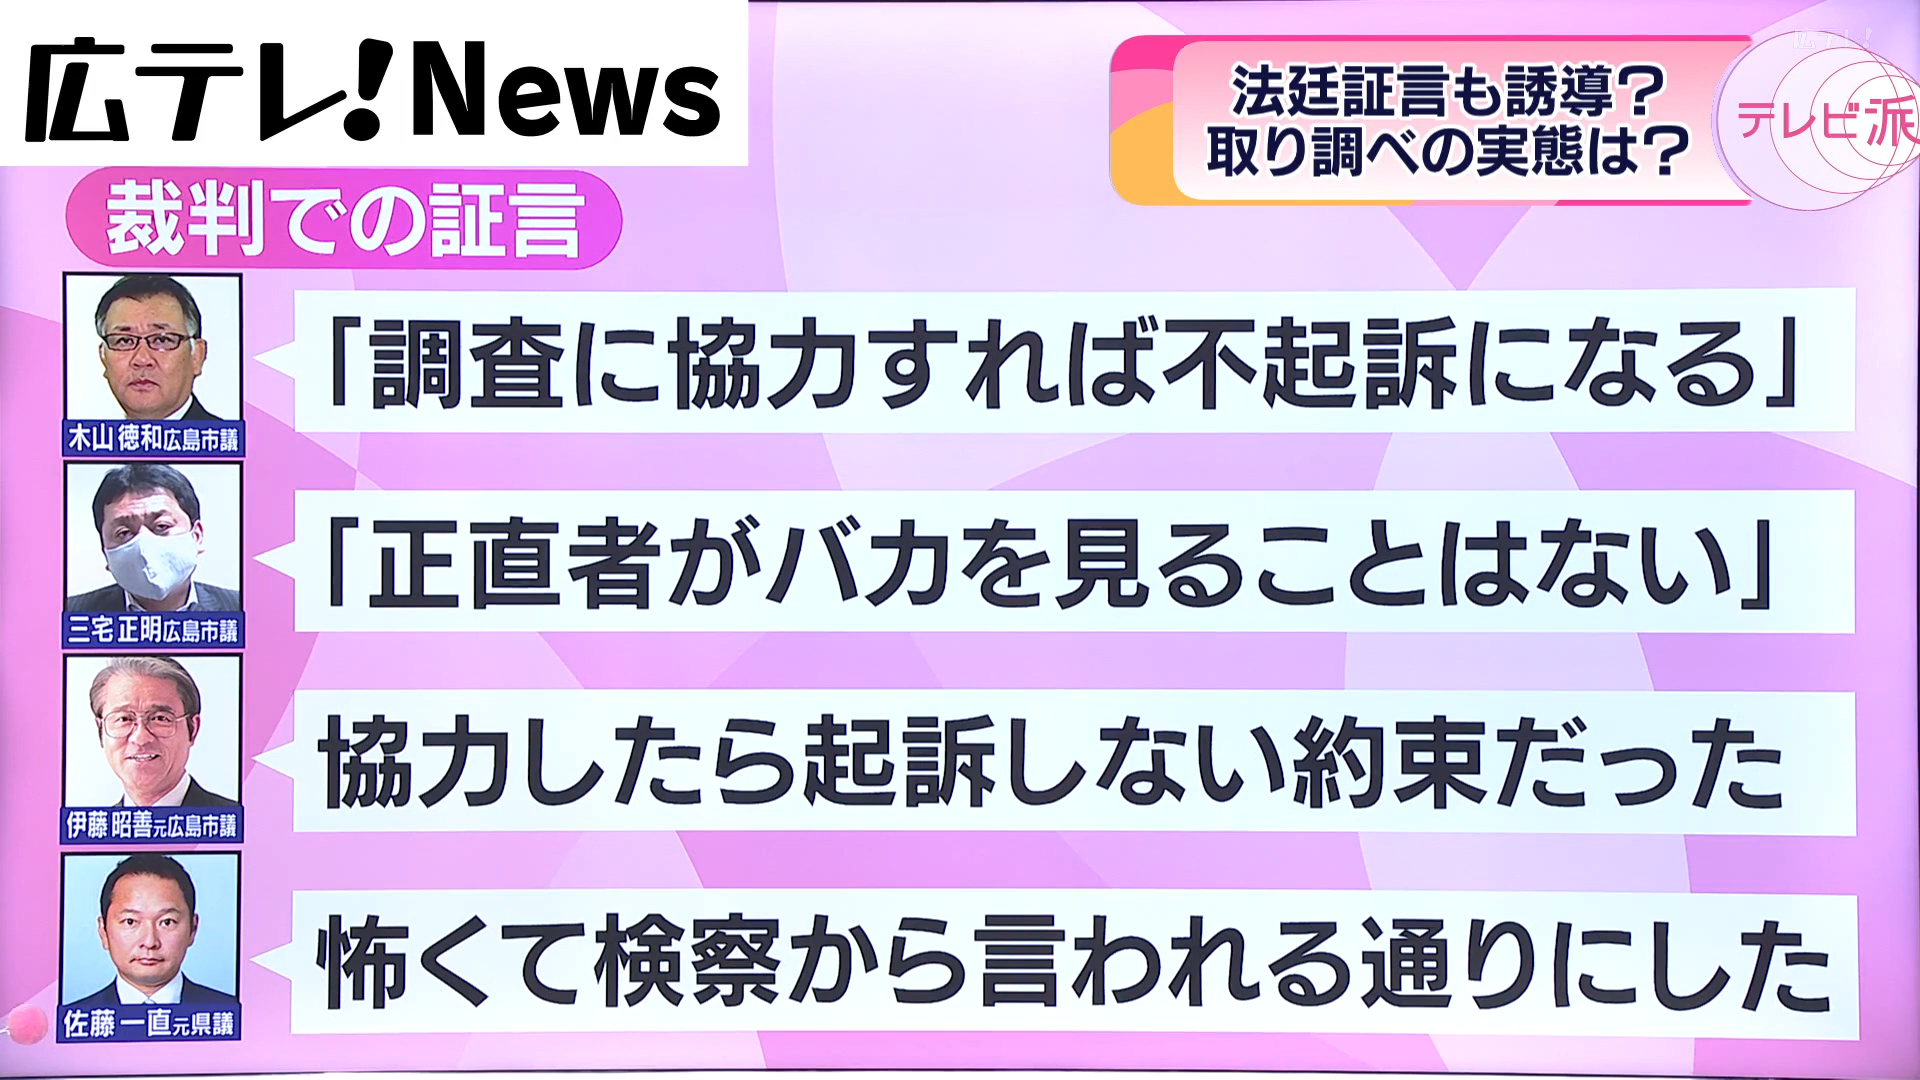 広テレ!News
法廷証言も誘導?
取り調べの実態は?
テレビ派
広テレ!
裁判での証言
「調査に協力すれば不起訴になる」
木山 徳和広島市議
「正直者がバカを見ることはない」
三宅 正明広島市議
協力したら起訴しない約束だった
伊藤 昭善元広島市議
怖くて検察から言われる通りにした
佐藤 一直元県議